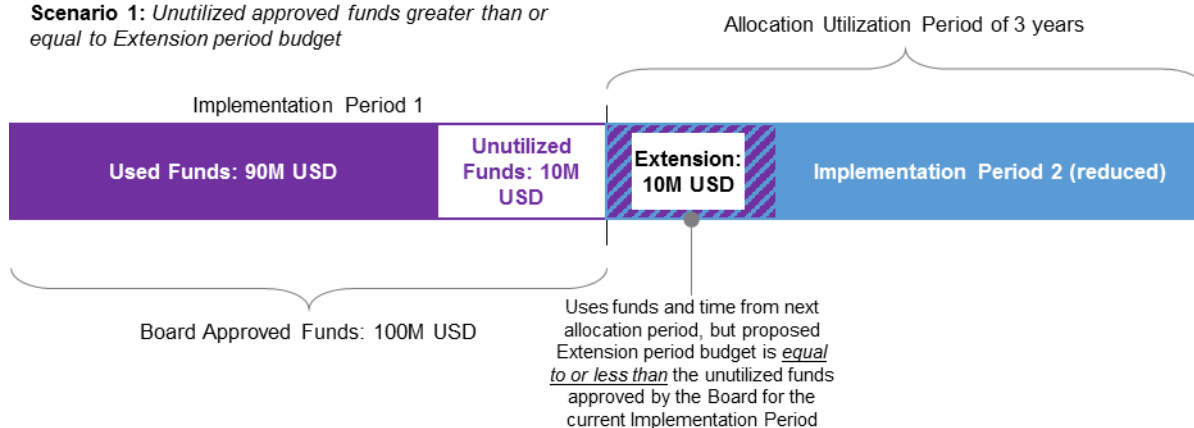 Scenario 1: Unutilized approved funds greater than or
equal to Extension period budget
Allocation Utilization Period of 3 years
Implementation Period 1
Used Funds: 90M USD
Unutilized
Funds: 10M
USD
Extension:
10M USD
Implementation Period 2 (reduced)
Board Approved Funds: 100M USD
Uses funds and time from next
allocation period, but proposed
Extension period budget is equal
to or less than the unutilized funds
approved by the Board for the
current Implementation Period